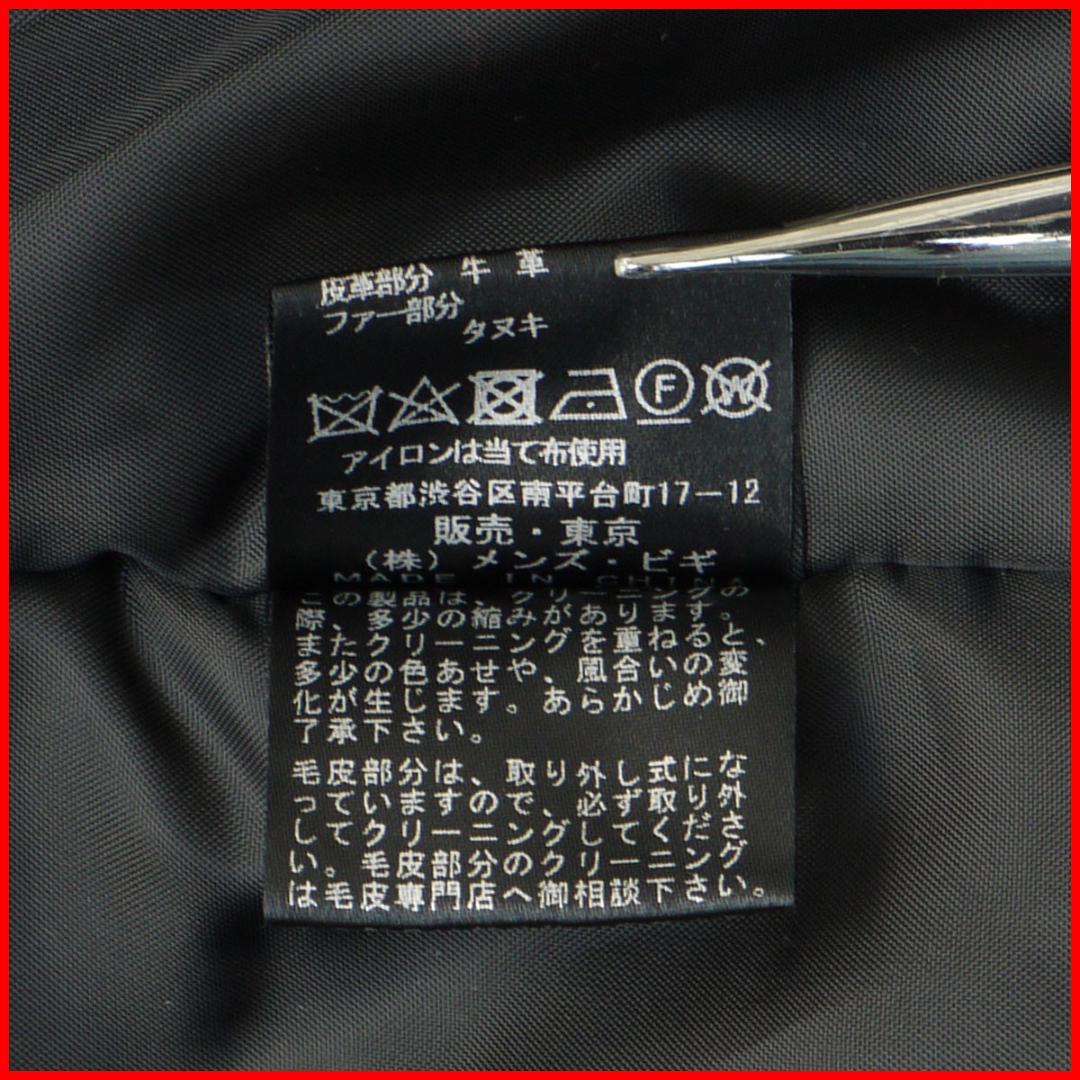 皮革部分 牛革
ファー部分
タヌキ
F W
アイロンは当て布使用
東京都渋谷区南平台町17-12
販売・東京
(株)メンズ・ビギ
MADE IN CHINA
この製品は、クリーニングの
際、多少の縮みがあります。
またクリーニングを重ねると、
多少の色あせや、風合いの変
化が生じます。あらかじめ御
了承下さい。
毛皮部分は、取り外し式にな
っていますので、必ず取り外
してクリーニングして下ださ
い。毛皮部分のクリーニング
は毛皮専門店へ御相談下さい。